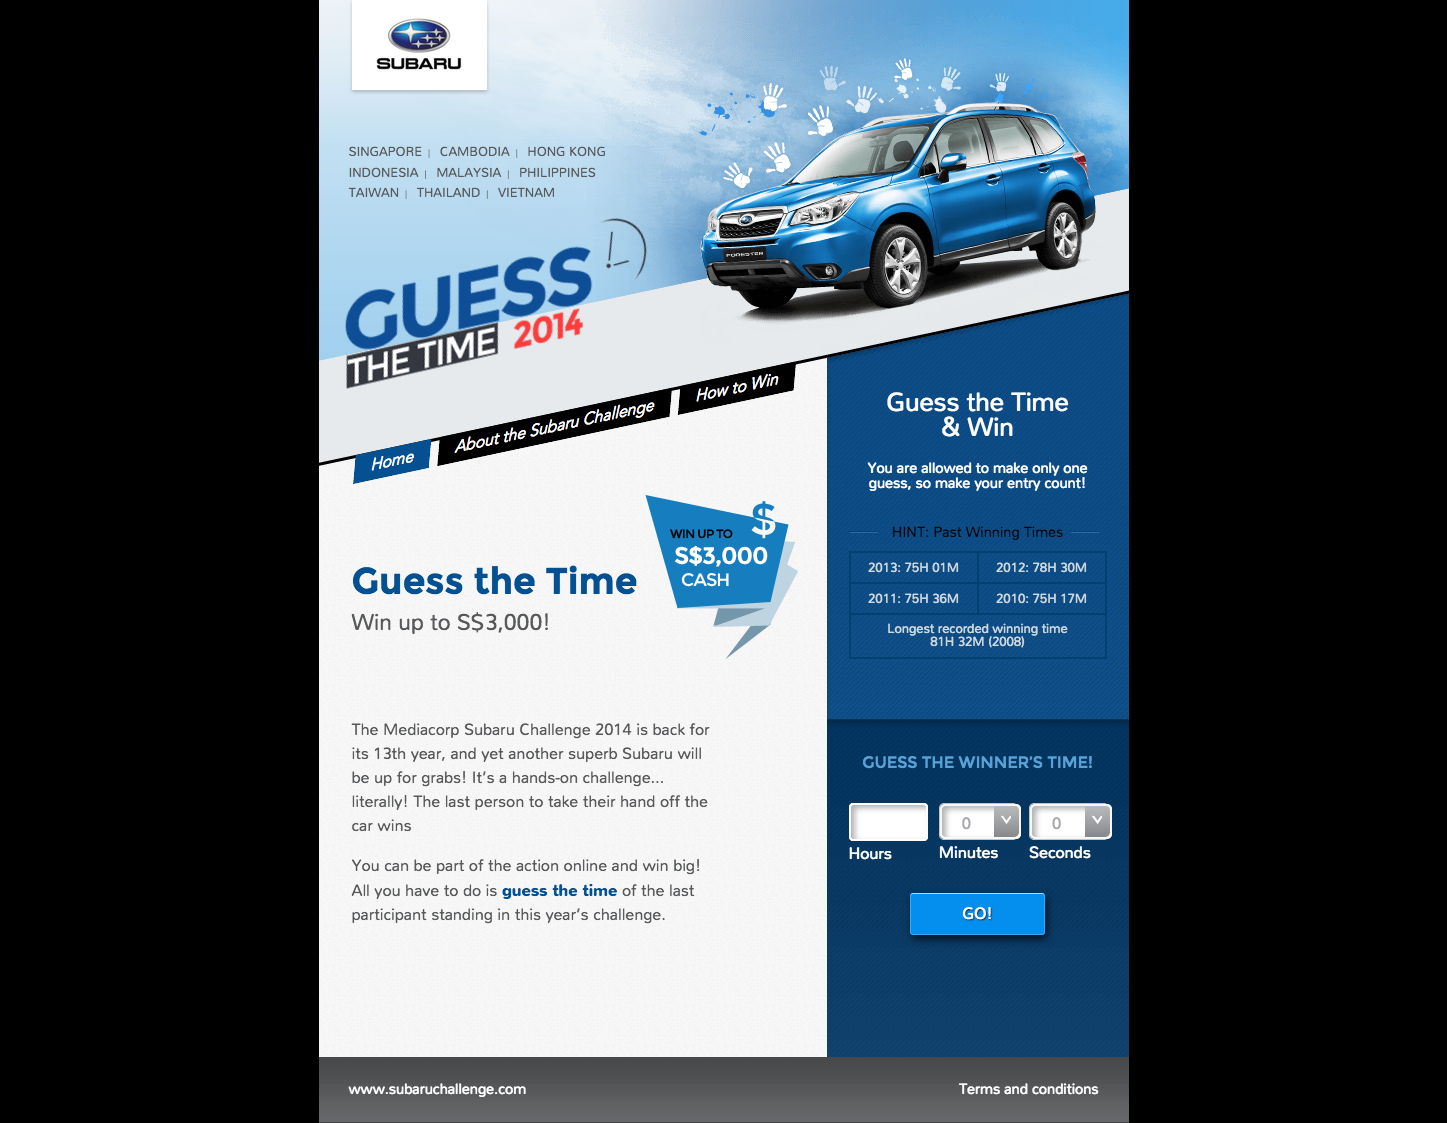 SUBARU
SINGAPORE | CAMBODIA | HONG KONG
INDONESIA | MALAYSIA | PHILIPPINES
TAIWAN | THAILAND | VIETNAM
GUESS
THE TIME 2014
FORESTER
Home
About the Subaru Challenge
How to Win
Guess the Time
Win up to S$3,000!
$
WIN UP TO
S$3,000
CASH
The Mediacorp Subaru Challenge 2014 is back for
its 13th year, and yet another superb Subaru will
be up for grabs! It's a hands-on challenge...
literally! The last person to take their hand off the
car wins
You can be part of the action online and win big!
All you have to do is guess the time of the last
participant standing in this year's challenge.
Guess the Time
& Win
You are allowed to make only one
guess, so make your entry count!
HINT: Past Winning Times
2013: 75H 01M
2012: 78H 30M
2011: 75H 36M
2010: 75H 17M
Longest recorded winning time
81H 32M (2008)
GUESS THE WINNER'S TIME!
0
0
Hours
Minutes
Seconds
GO!
www.subaruchallenge.com
Terms and conditions